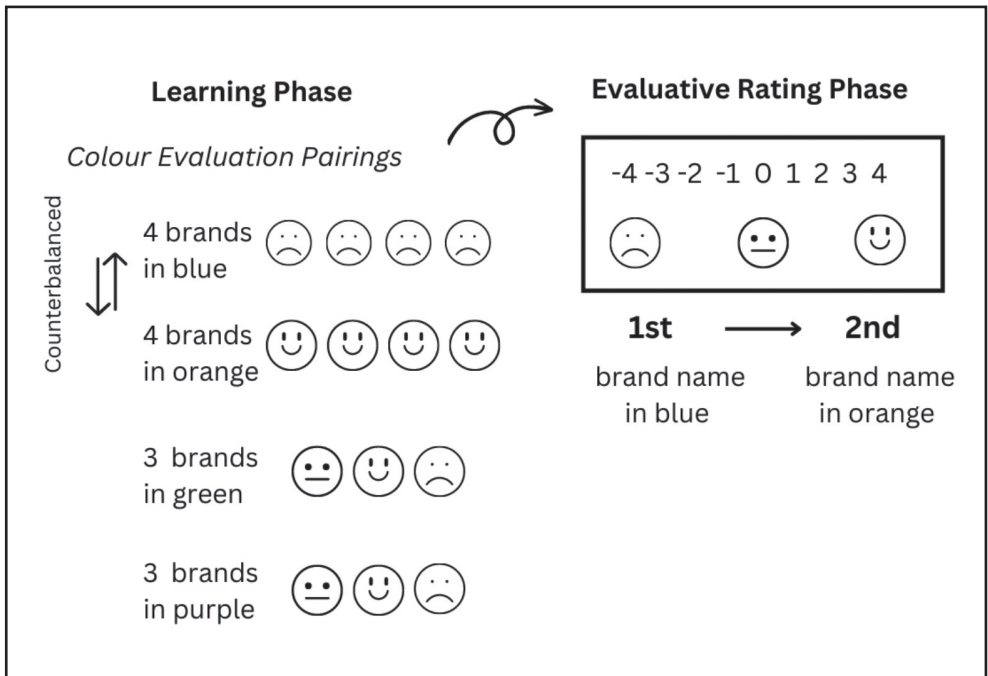 Learning Phase
Colour Evaluation Pairings
Counterbalanced
4 brands
in blue
4 brands
in orange
3 brands
in green
3 brands
in purple
Evaluative Rating Phase
-4 -3 -2 -1 0 1 2 3 4
1st
2nd
brand name
in blue
brand name
in orange